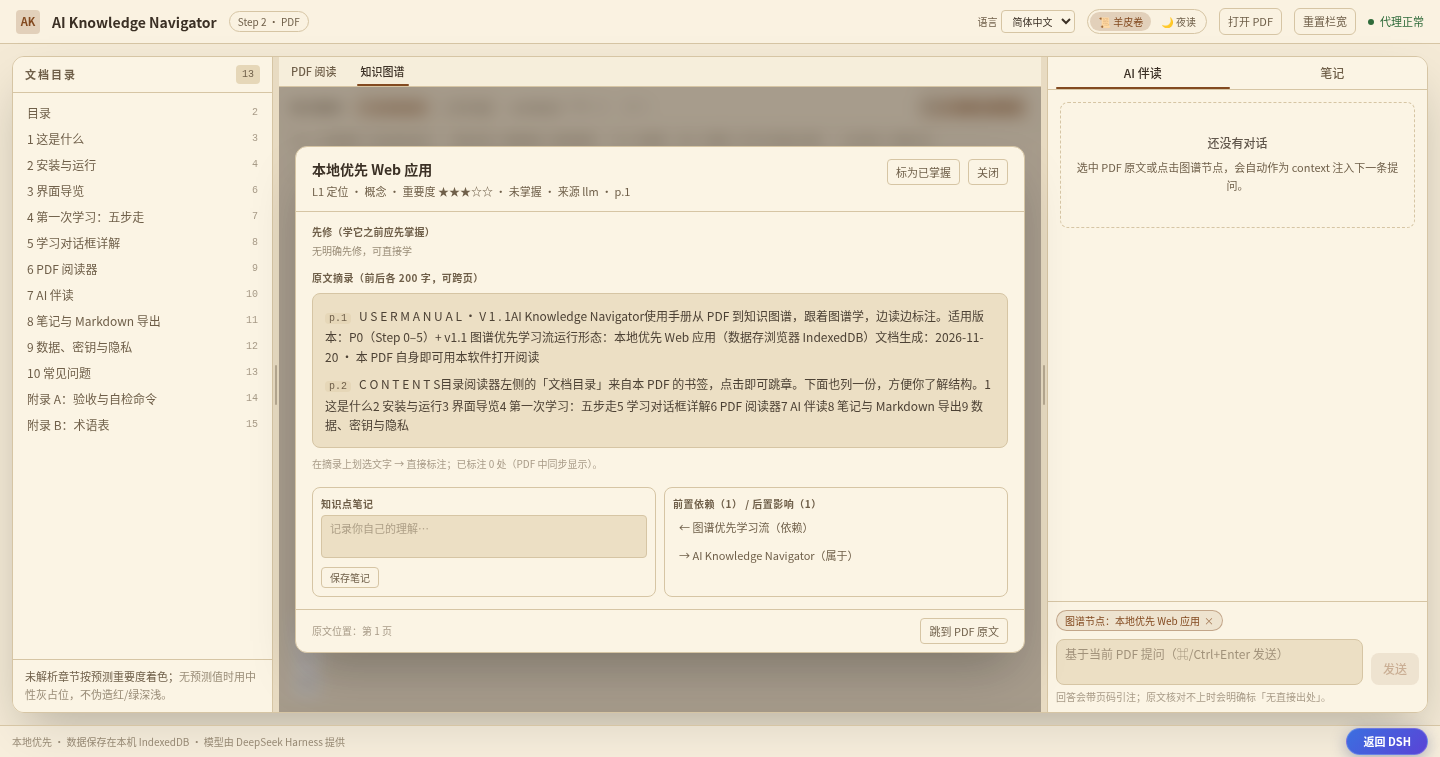 AK AI Knowledge Navigator Step 2 · PDF 语言 简体中文 📜 羊皮卷 🌙 夜读 打开 PDF 重置栏宽 代理正常
文档目录 13
目录 2
1 这是什么 3
2 安装与运行 4
3 界面导览 6
4 第一次学习：五步走 7
5 学习对话框详解 8
6 PDF 阅读器 9
7 AI 伴读 10
8 笔记与 Markdown 导出 11
9 数据、密钥与隐私 12
10 常见问题 13
附录 A：验收与自检命令 14
附录 B：术语表 15
未解析章节按预测重要度着色；无预测值时用中
性灰占位，不伪造红/绿深浅。
PDF 阅读 知识图谱
本地优先 Web 应用
标为已掌握 关闭
L1 定位 · 概念 · 重要度 ★★★☆☆ · 未掌握 · 来源 llm · p.1
先修（学它之前应先掌握）
无明确先修，可直接学
原文摘录（前后各 200 字，可跨页）
p.1 U S E R M A N U A L · V 1 . 1AI Knowledge Navigator使用手册从 PDF 到知识图谱，跟着图谱学，边读边标注。适用版
本：P0（Step 0–5）+ v1.1 图谱优先学习流运行形态：本地优先 Web 应用（数据存浏览器 IndexedDB）文档生成：2026-11-
20 · 本 PDF 自身即可用本软件打开阅读
p.2 C O N T E N T S目录阅读器左侧的「文档目录」来自本 PDF 的书签，点击即可跳章。下面也列一份，方便你了解结构。1
这是什么2 安装与运行3 界面导览4 第一次学习：五步走5 学习对话框详解6 PDF 阅读器7 AI 伴读8 笔记与 Markdown 导出9 数
据、密钥与隐私
在摘录上划选文字 → 直接标注；已标注 0 处（PDF 中同步显示）。
知识点笔记
记录你自己的理解…
保存笔记
前置依赖（1） / 后置影响（1）
← 图谱优先学习流（依赖）
→ AI Knowledge Navigator（属于）
原文位置：第 1 页
跳到 PDF 原文
AI 伴读 笔记
还没有对话
选中 PDF 原文或点击图谱节点，会自动作为 context 注入下一条提
问。
图谱节点：本地优先 Web 应用 ×
基于当前 PDF 提问（⌘/Ctrl+Enter 发送）
发送
回答会带页码引注；原文核对不上时会明确标「无直接出处」。
本地优先 · 数据保存在本机 IndexedDB · 模型由 DeepSeek Harness 提供
返回 DSH